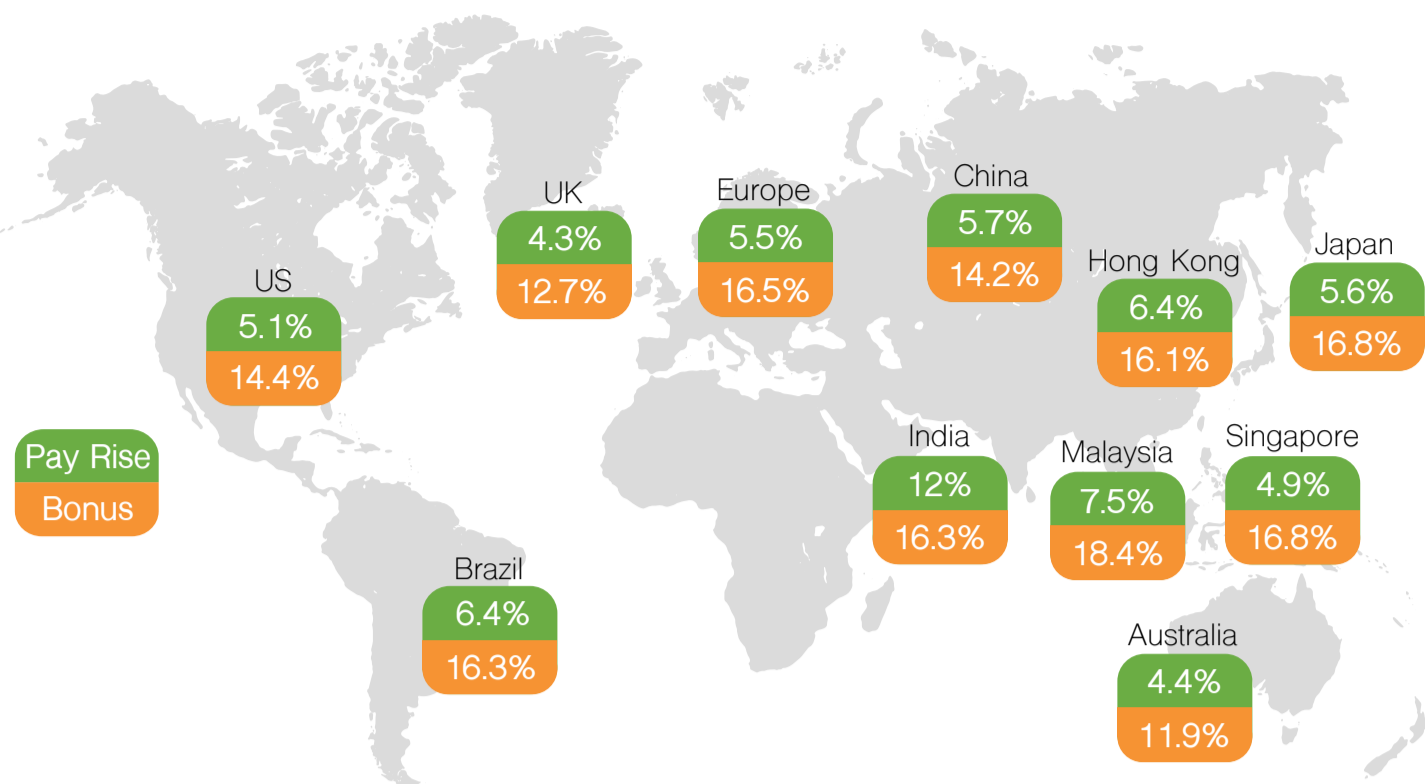 China
5.7%
14.2%
UK
4.3%
12.7%
Europe
5.5%
16.5%
Japan
5.6%
16.8%
Hong Kong
6.4%
16.1%
US
5.1%
14.4%
Pay Rise
Bonus
India
12%
16.3%
Malaysia
7.5%
18.4%
Singapore
4.9%
16.8%
Brazil
6.4%
16.3%
Australia
4.4%
11.9%